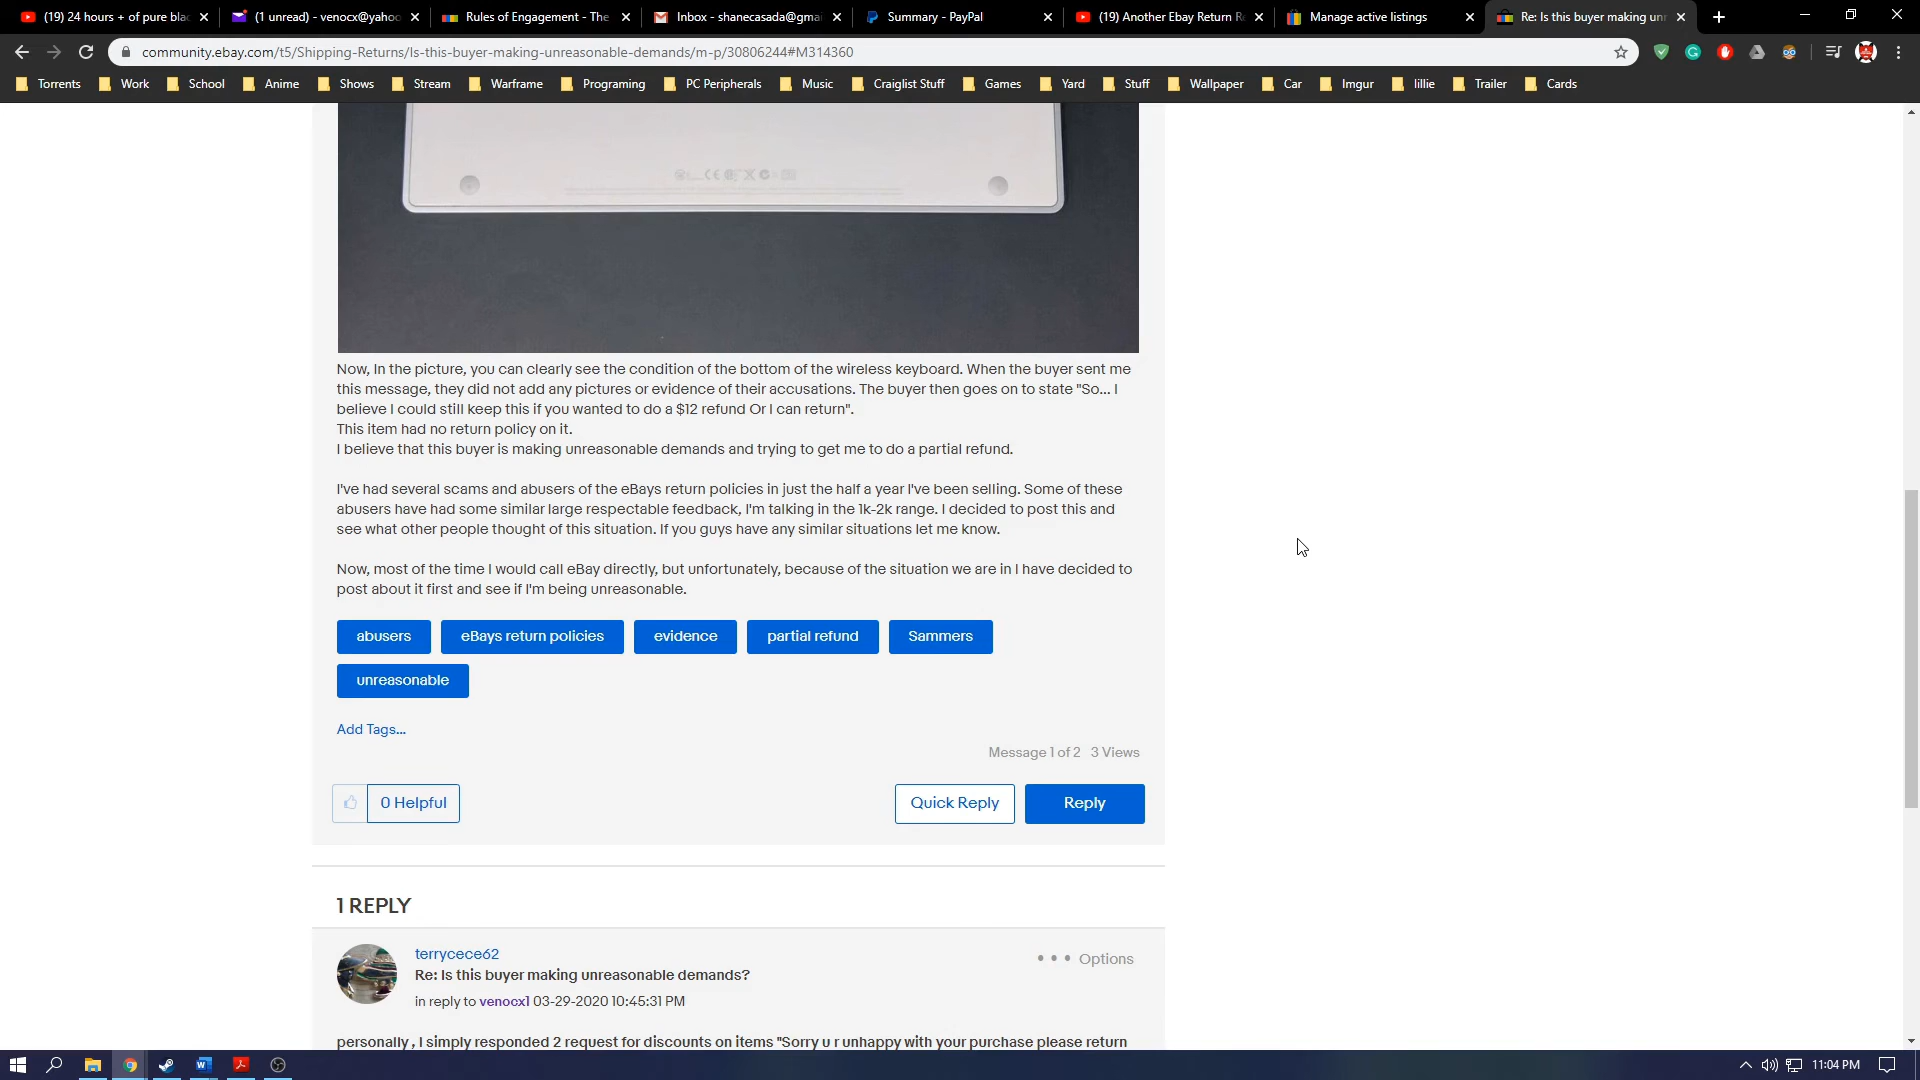 (19) 24 hours + of pure blac
(1 unread) - venocx@yahoo
Rules of Engagement - The
Inbox - shanecasada@gmai
Summary - PayPal
(19) Another Ebay Return R
Manage active listings
Re: Is this buyer making unr
community.ebay.com/t5/Shipping-Returns/Is-this-buyer-making-unreasonable-demands/m-p/30806244#M314360
Torrents Work School Anime Shows Stream Warframe Programing PC Peripherals Music Craiglist Stuff Games Yard Stuff Wallpaper Car Imgur lillie Trailer Cards
Now, In the picture, you can clearly see the condition of the bottom of the wireless keyboard. When the buyer sent me
this message, they did not add any pictures or evidence of their accusations. The buyer then goes on to state "So... I
believe I could still keep this if you wanted to do a $12 refund Or I can return".
This item had no return policy on it.
I believe that this buyer is making unreasonable demands and trying to get me to do a partial refund.
I've had several scams and abusers of the eBays return policies in just the half a year I've been selling. Some of these
abusers have had some similar large respectable feedback, I'm talking in the 1k-2k range. I decided to post this and
see what other people thought of this situation. If you guys have any similar situations let me know.
Now, most of the time I would call eBay directly, but unfortunately, because of the situation we are in I have decided to
post about it first and see if I'm being unreasonable.
abusers eBays return policies evidence partial refund Sammers
unreasonable
Add Tags...
Message 1 of 2 3 Views
0 Helpful Quick Reply Reply
1 REPLY
terrycece62
Re: Is this buyer making unreasonable demands?
Options
in reply to venocx1 03-29-2020 10:45:31 PM
personally , I simply responded 2 request for discounts on items "Sorry u r unhappy with your purchase please return
11:04 PM